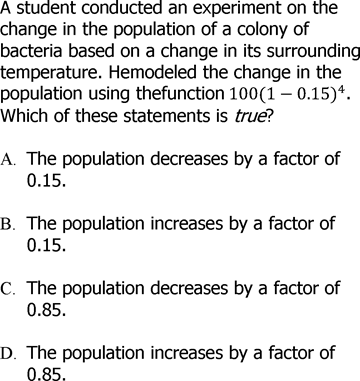 A student conducted an experiment on the
change in the population of a colony of
bacteria based on a change in its surrounding
temperature. Hemodeled the change in the
population using thefunction 100(1 − 0.15)⁴.
Which of these statements is true?
A. The population decreases by a factor of
0.15.
B. The population increases by a factor of
0.15.
C. The population decreases by a factor of
0.85.
D. The population increases by a factor of
0.85.